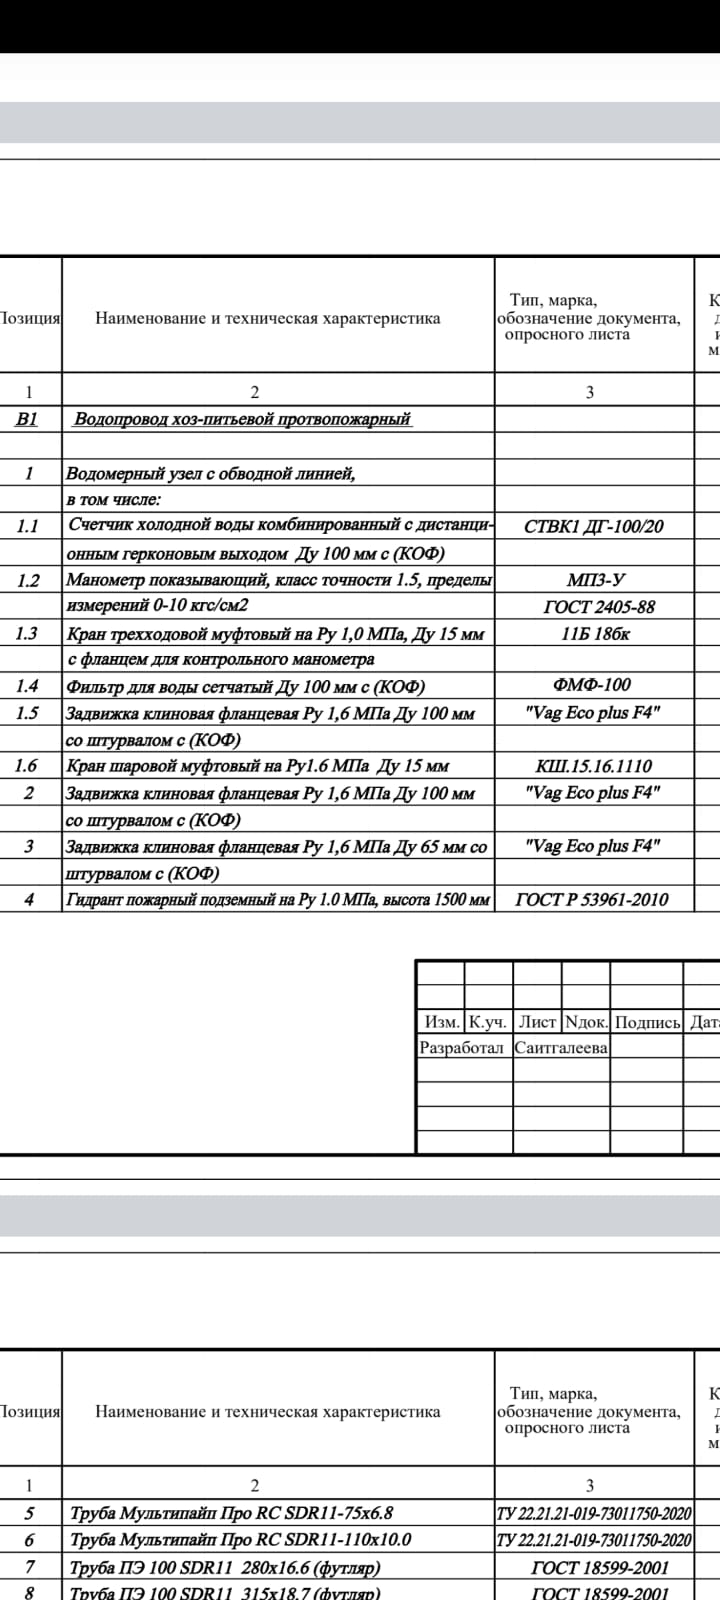 Позиция
Наименование и техническая характеристика
Тип, марка,
обозначение документа,
опросного листа
1 2 3
В1 Водопровод хоз-питьевой протвопожарный
1 Водомерный узел с обводной линией,
в том числе:
1.1 Счетчик холодной воды комбинированный с дистанци- СТВК1 ДГ-100/20
онным герконовым выходом Ду 100 мм с (КОФ)
1.2 Манометр показывающий, класс точности 1.5, пределы МПЗ-У
измерений 0-10 кгс/см2 ГОСТ 2405-88
1.3 Кран трехходовой муфтовый на Ру 1,0 МПа, Ду 15 мм 11Б 18бк
с фланцем для контрольного манометра
1.4 Фильтр для воды сетчатый Ду 100 мм с (КОФ) ФМФ-100
1.5 Задвижка клиновая фланцевая Ру 1,6 МПа Ду 100 мм "Vag Eco plus F4"
со штурвалом с (КОФ)
1.6 Кран шаровой муфтовый на Ру1.6 МПа Ду 15 мм КШ.15.16.1110
2 Задвижка клиновая фланцевая Ру 1,6 МПа Ду 100 мм "Vag Eco plus F4"
со штурвалом с (КОФ)
3 Задвижка клиновая фланцевая Ру 1,6 МПа Ду 65 мм со "Vag Eco plus F4"
штурвалом с (КОФ)
4 Гидрант пожарный подземный на Ру 1.0 МПа, высота 1500 мм ГОСТ Р 53961-2010
Изм. К.уч. Лист Nдок. Подпись Дат
Разработал Саитгалеева
Позиция
Наименование и техническая характеристика
Тип, марка,
обозначение документа,
опросного листа
1 2 3
5 Труба Мультипайп Про RC SDR11-75x6.8 ТУ 22.21.21-019-73011750-2020
6 Труба Мультипайп Про RC SDR11-110x10.0 ТУ 22.21.21-019-73011750-2020
7 Труба ПЭ 100 SDR11 280x16.6 (футляр) ГОСТ 18599-2001
8 Труба ПЭ 100 SDR11 315x18.7 (футляр) ГОСТ 18599-2001